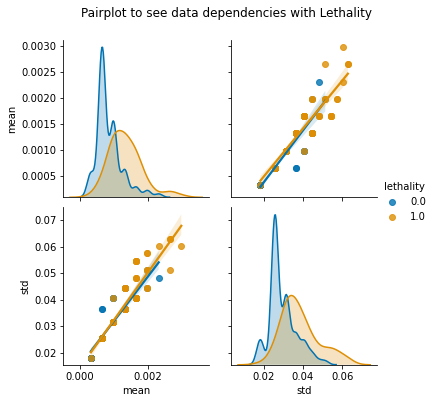 Pairplot to see data dependencies with Lethality
0.0030
0.0025
0.0020
0.0015
0.0010
0.0005
mean
lethality
0.0
1.0
0.07
0.06
0.05
0.04
0.03
0.02
std
0.000 0.002
mean
0.02 0.04 0.06
std